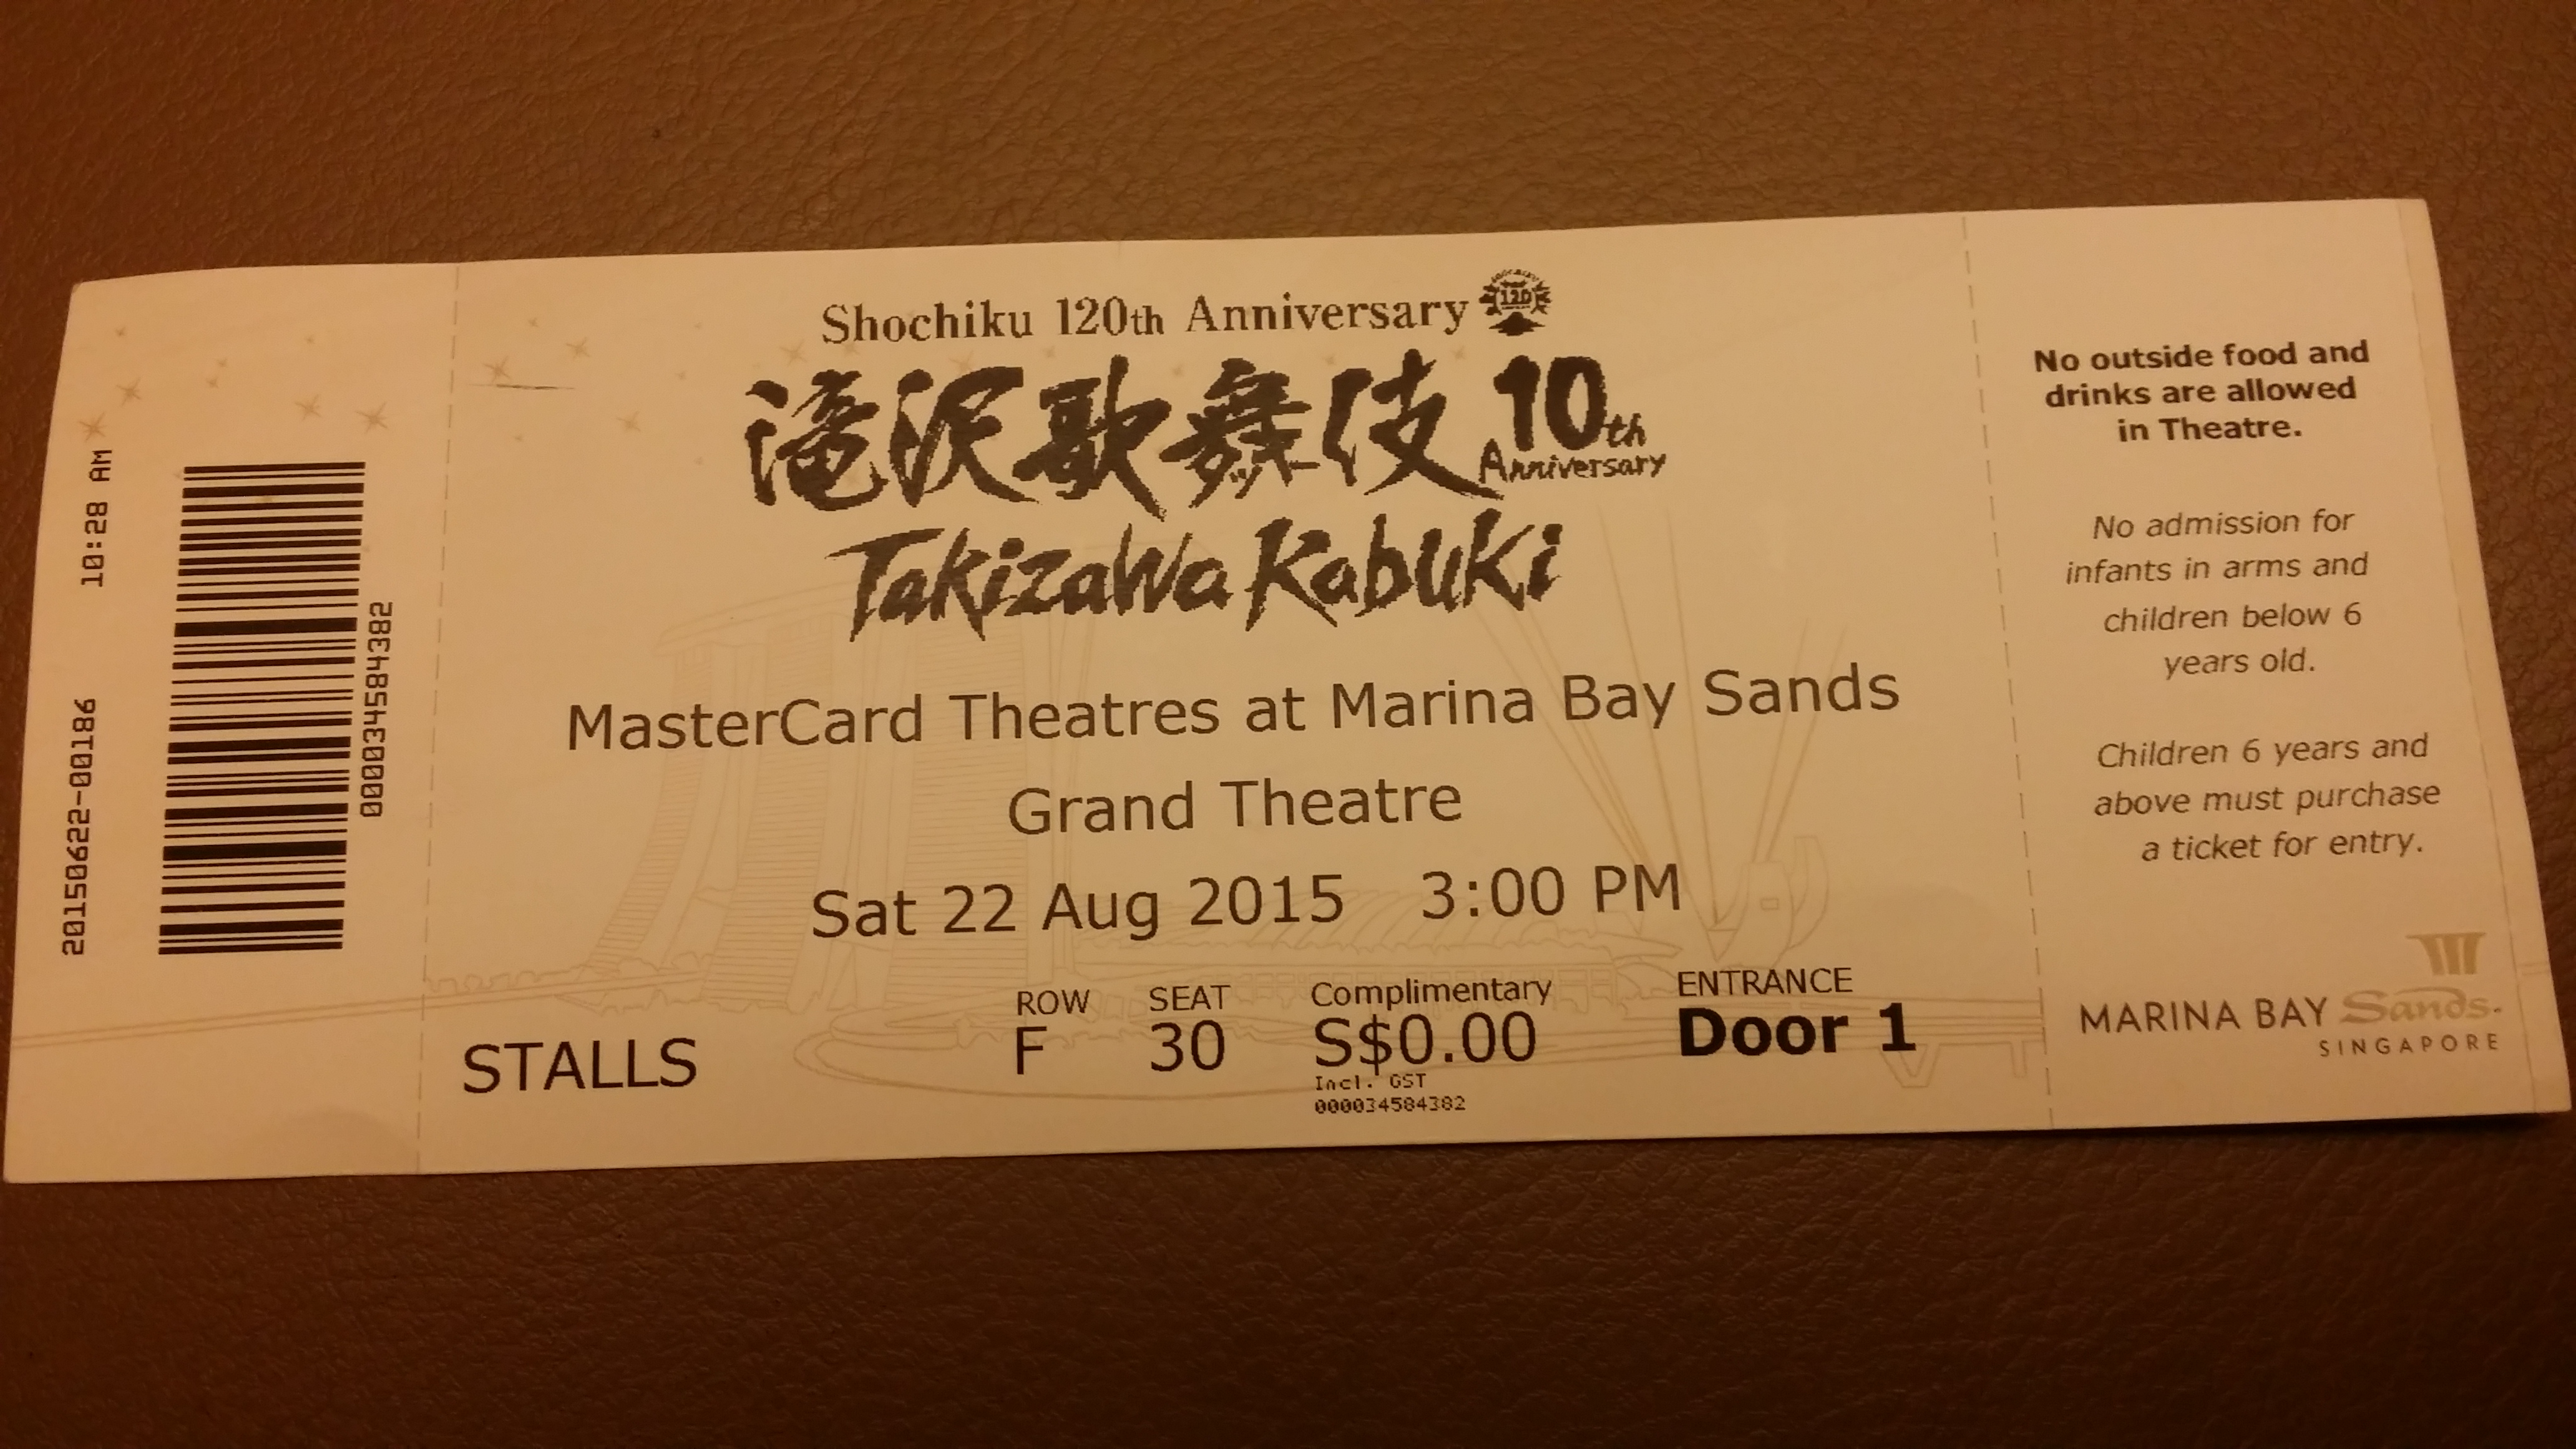 20150622-00186 10:28 AM
000034584382
Shochiku 120th Anniversary
120
滝沢歌舞伎 10th
Anniversary
Takizawa Kabuki
MasterCard Theatres at Marina Bay Sands
Grand Theatre
Sat 22 Aug 2015 3:00 PM
ROW SEAT Complimentary ENTRANCE
STALLS F 30 S$0.00 Door 1
Incl. GST
000034584382
No outside food and
drinks are allowed
in Theatre.
No admission for
infants in arms and
children below 6
years old.
Children 6 years and
above must purchase
a ticket for entry.
MARINA BAY Sands.
SINGAPORE